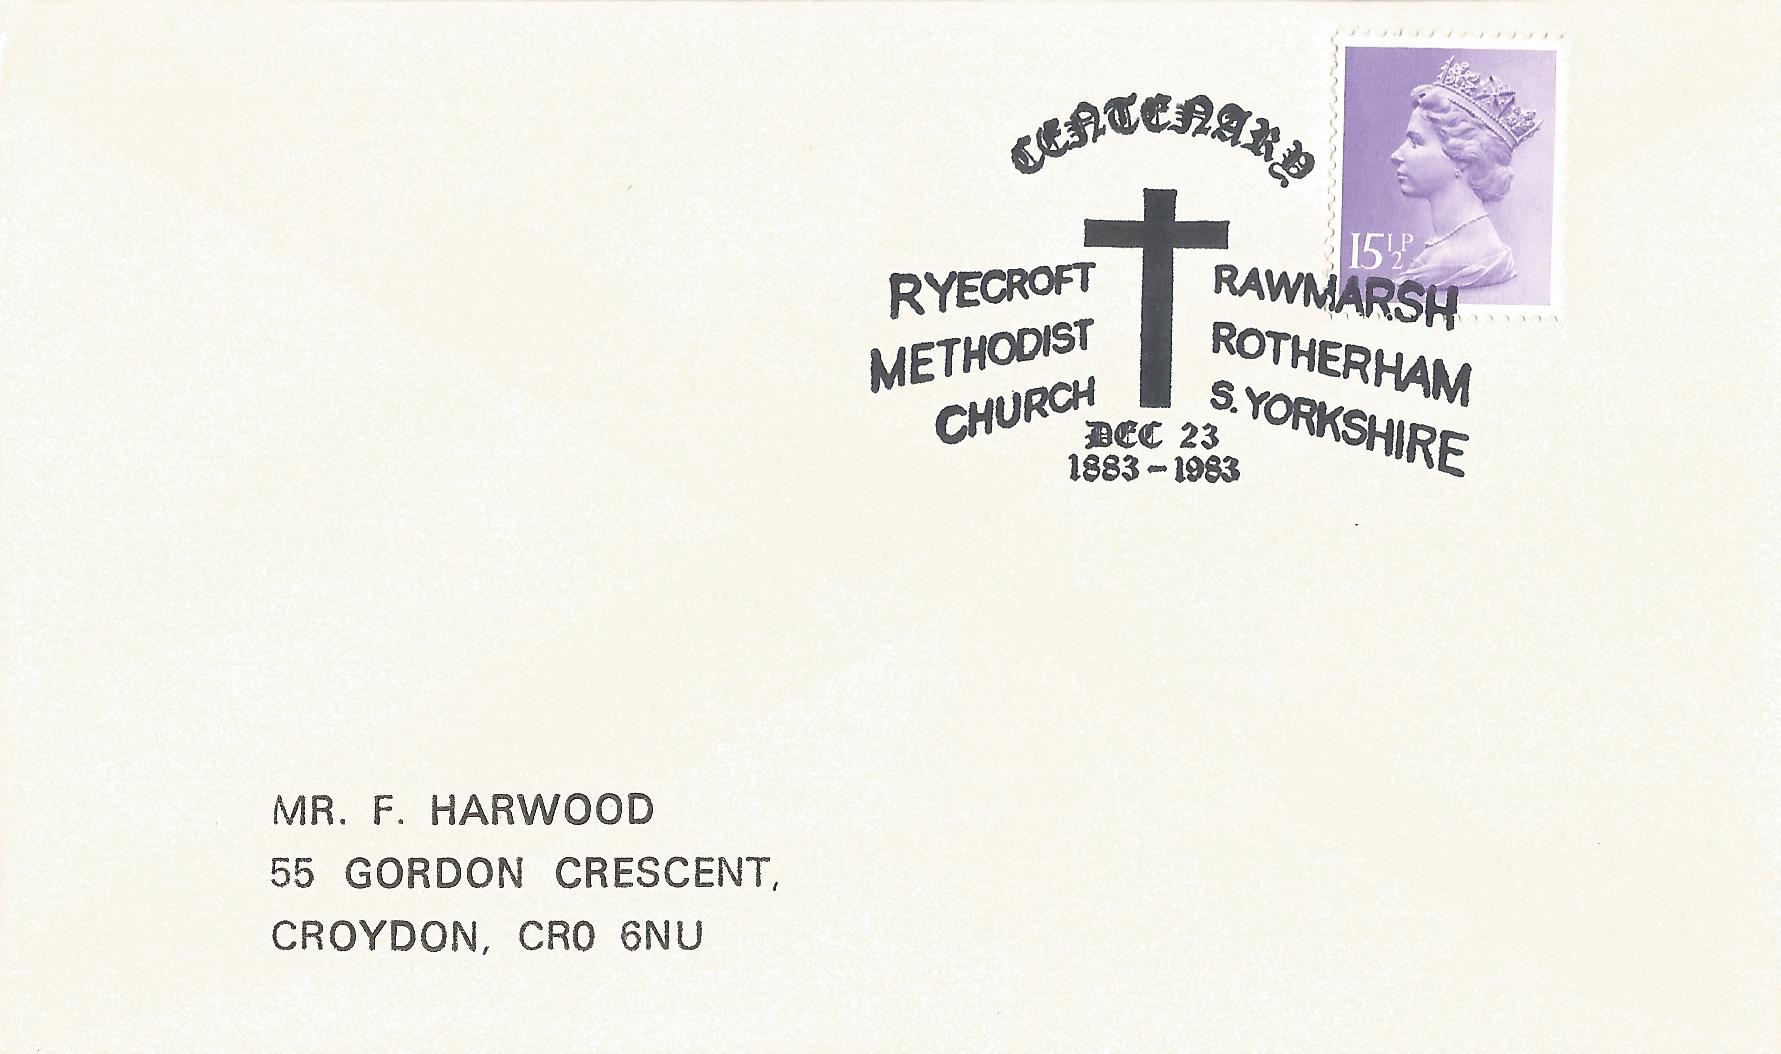 CENTENARY
RYECROFT
METHODIST
CHURCH
RAWMARSH
ROTHERHAM
S. YORKSHIRE
DEC 23
1883 - 1983
15½P
MR. F. HARWOOD
55 GORDON CRESCENT,
CROYDON, CR0 6NU